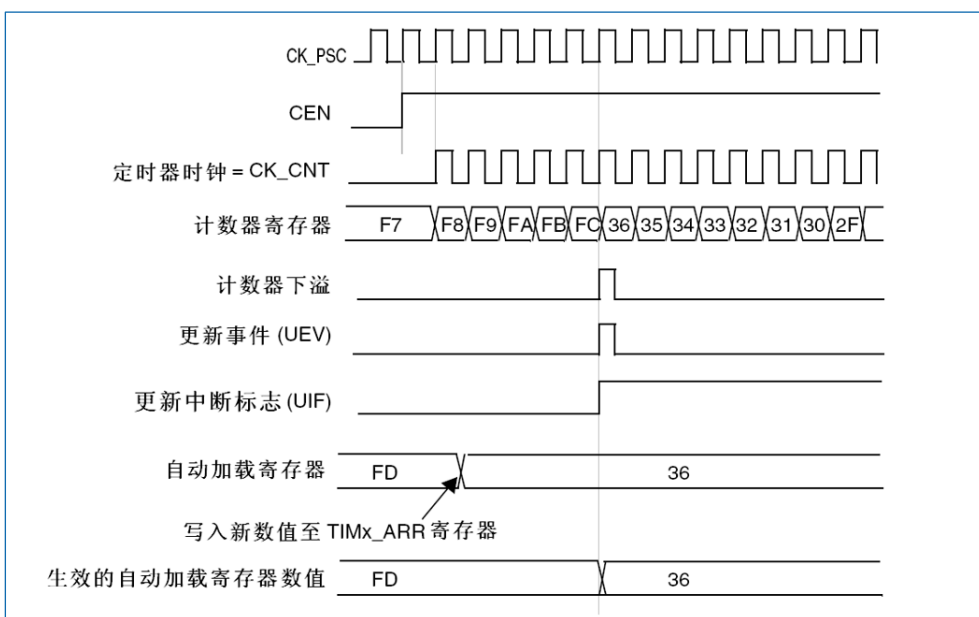 CK_PSC
CEN
定时器时钟 = CK_CNT
计数器寄存器 F7 F8 F9 FA FB FC 36 35 34 33 32 31 30 2F
计数器下溢
更新事件 (UEV)
更新中断标志 (UIF)
自动加载寄存器 FD 36
写入新数值至 TIMx_ARR 寄存器
生效的自动加载寄存器数值 FD 36